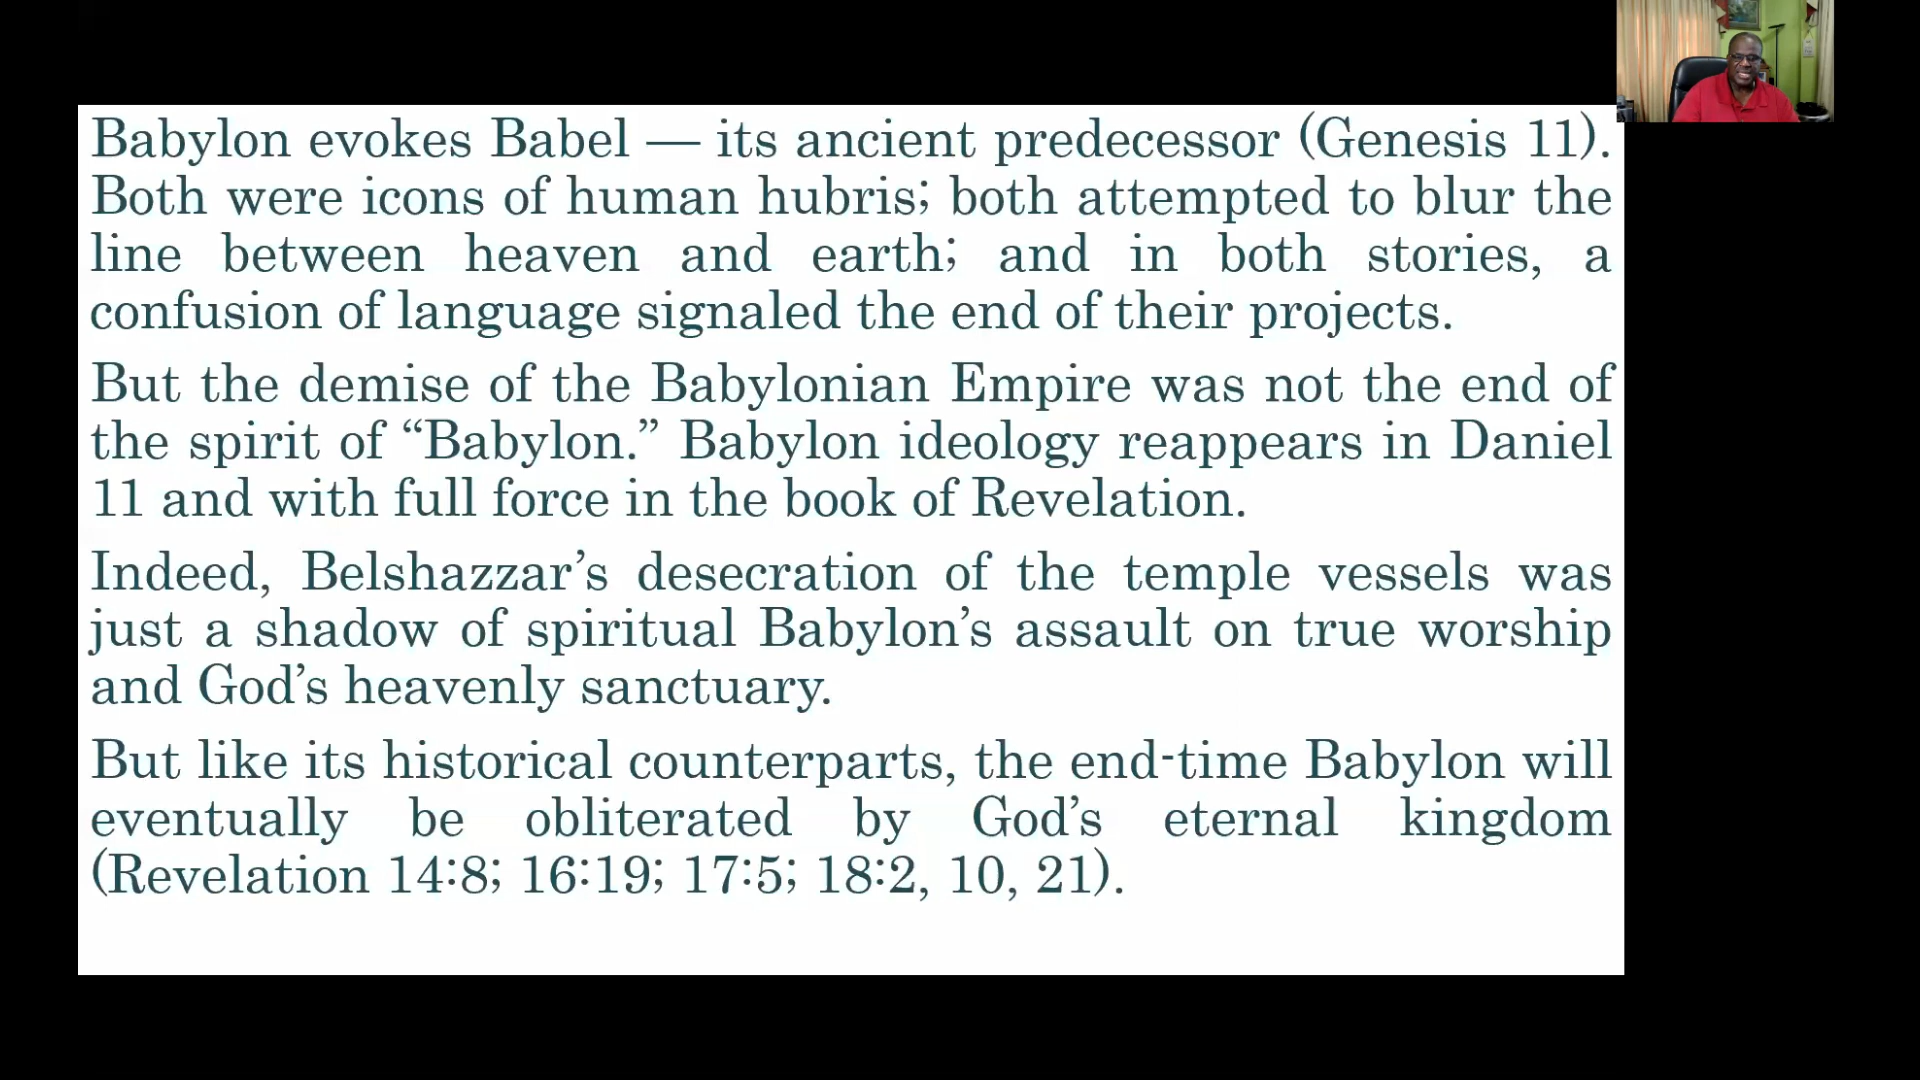 Babylon evokes Babel — its ancient predecessor (Genesis 11).
Both were icons of human hubris; both attempted to blur the
line between heaven and earth; and in both stories, a
confusion of language signaled the end of their projects.
But the demise of the Babylonian Empire was not the end of
the spirit of “Babylon.” Babylon ideology reappears in Daniel
11 and with full force in the book of Revelation.
Indeed, Belshazzar’s desecration of the temple vessels was
just a shadow of spiritual Babylon’s assault on true worship
and God’s heavenly sanctuary.
But like its historical counterparts, the end-time Babylon will
eventually be obliterated by God’s eternal kingdom
(Revelation 14:8; 16:19; 17:5; 18:2, 10, 21).